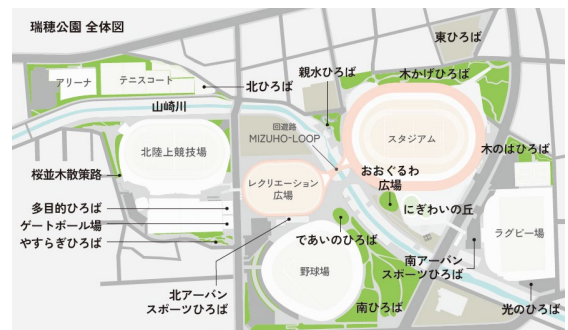 瑞穂公園 全体図
東ひろば
アリーナ
テニスコート
北ひろば
親水ひろば
木かげひろば
山崎川
回遊路
MIZUHO-LOOP
スタジアム
北陸上競技場
木のはひろば
桜並木散策路
レクリエーション
広場
おおぐるわ
広場
にぎわいの丘
多目的ひろば
ゲートボール場
やすらぎひろば
であいのひろば
ラグビー場
南アーバン
スポーツひろば
野球場
北アーバン
スポーツひろば
南ひろば
光のひろば